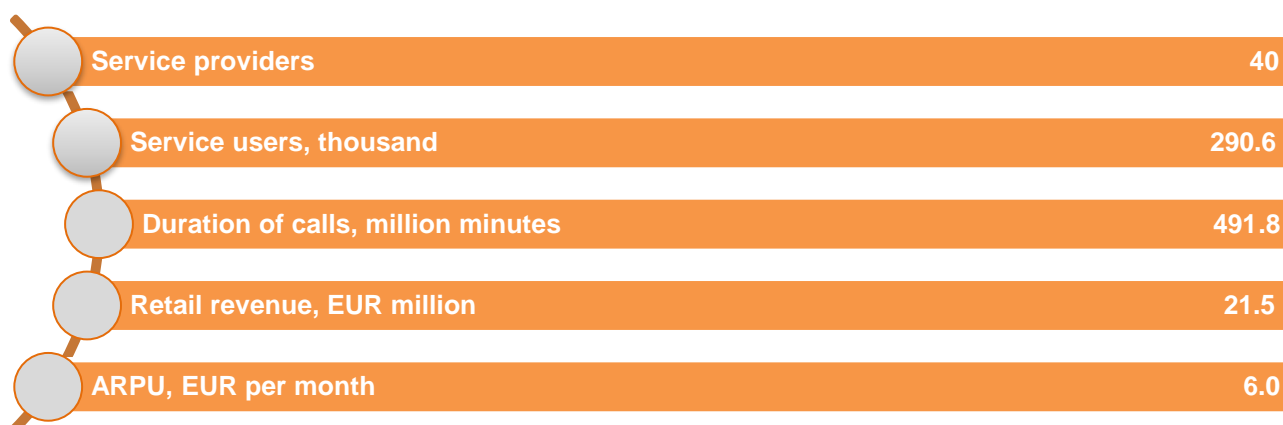 Service providers 40
Service users, thousand 290.6
Duration of calls, million minutes 491.8
Retail revenue, EUR million 21.5
ARPU, EUR per month 6.0